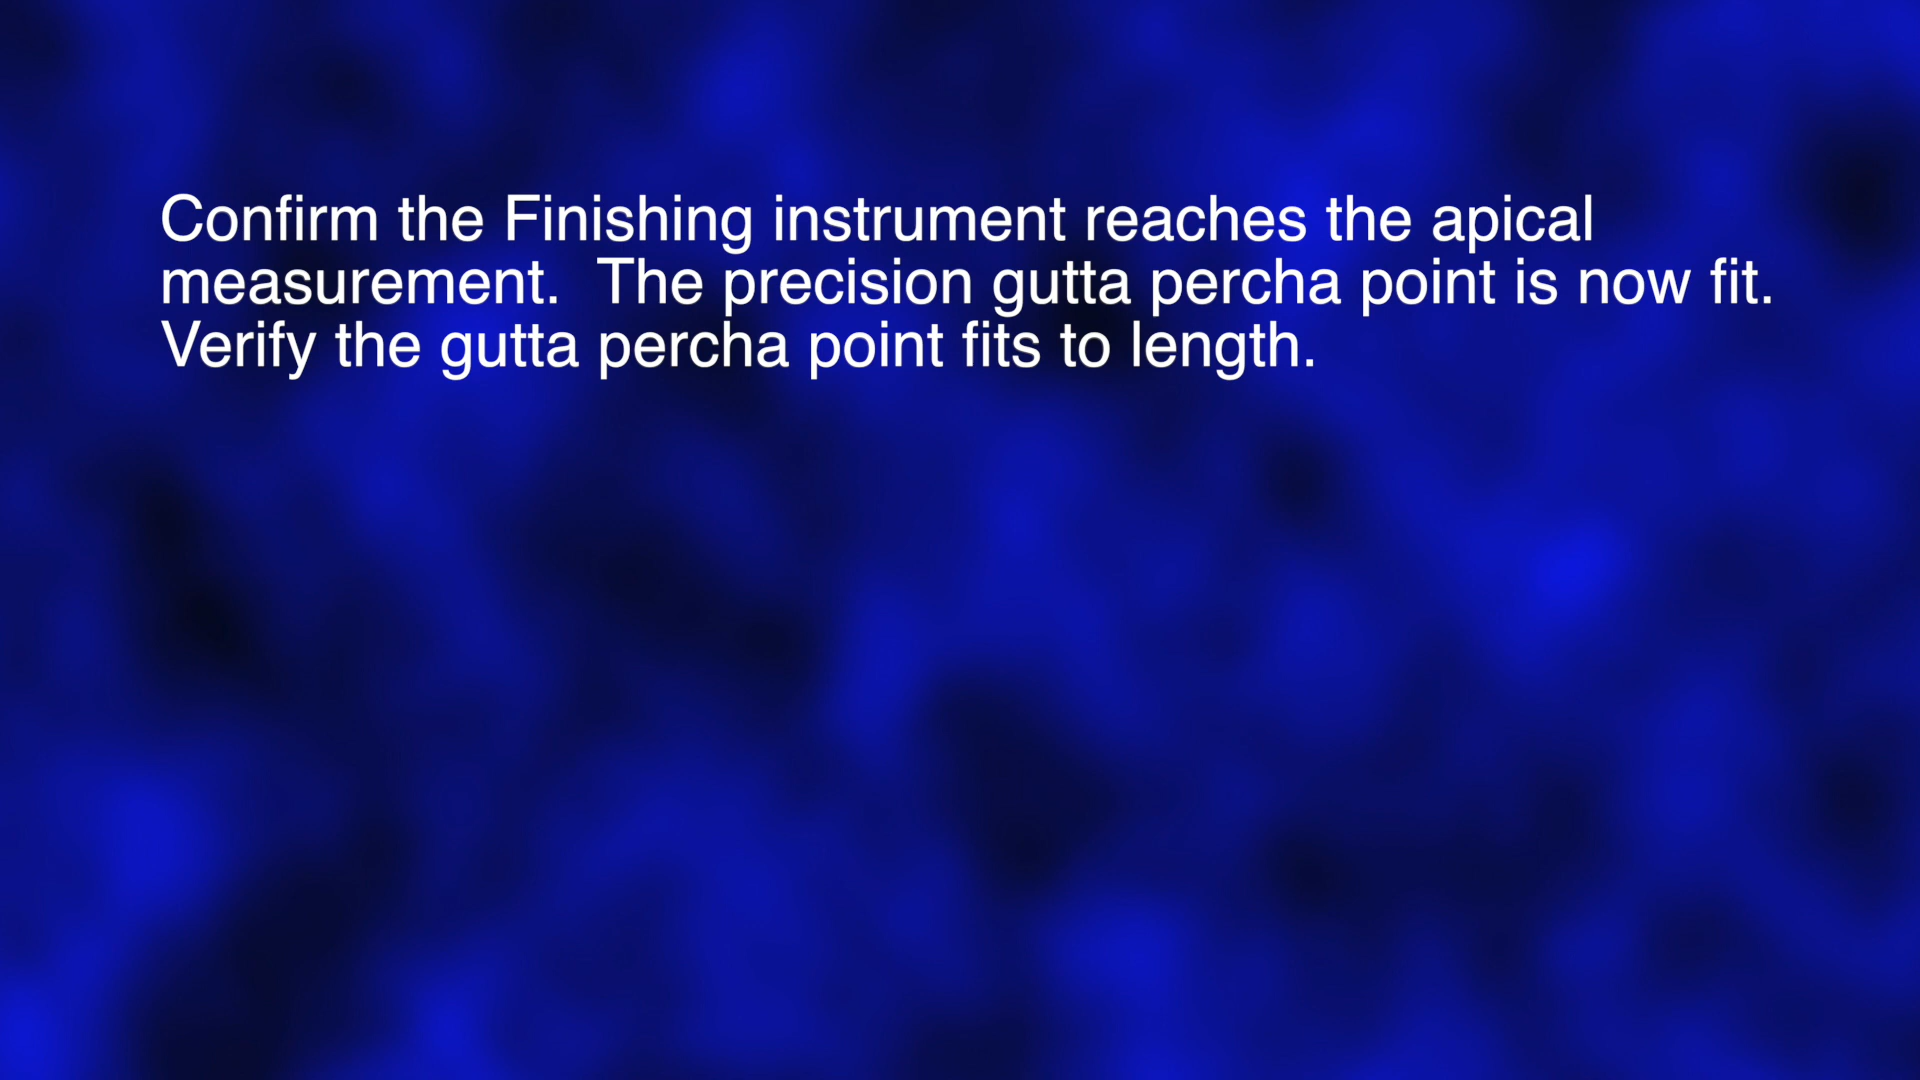 Confirm the Finishing instrument reaches the apical
measurement.  The precision gutta percha point is now fit.
Verify the gutta percha point fits to length.